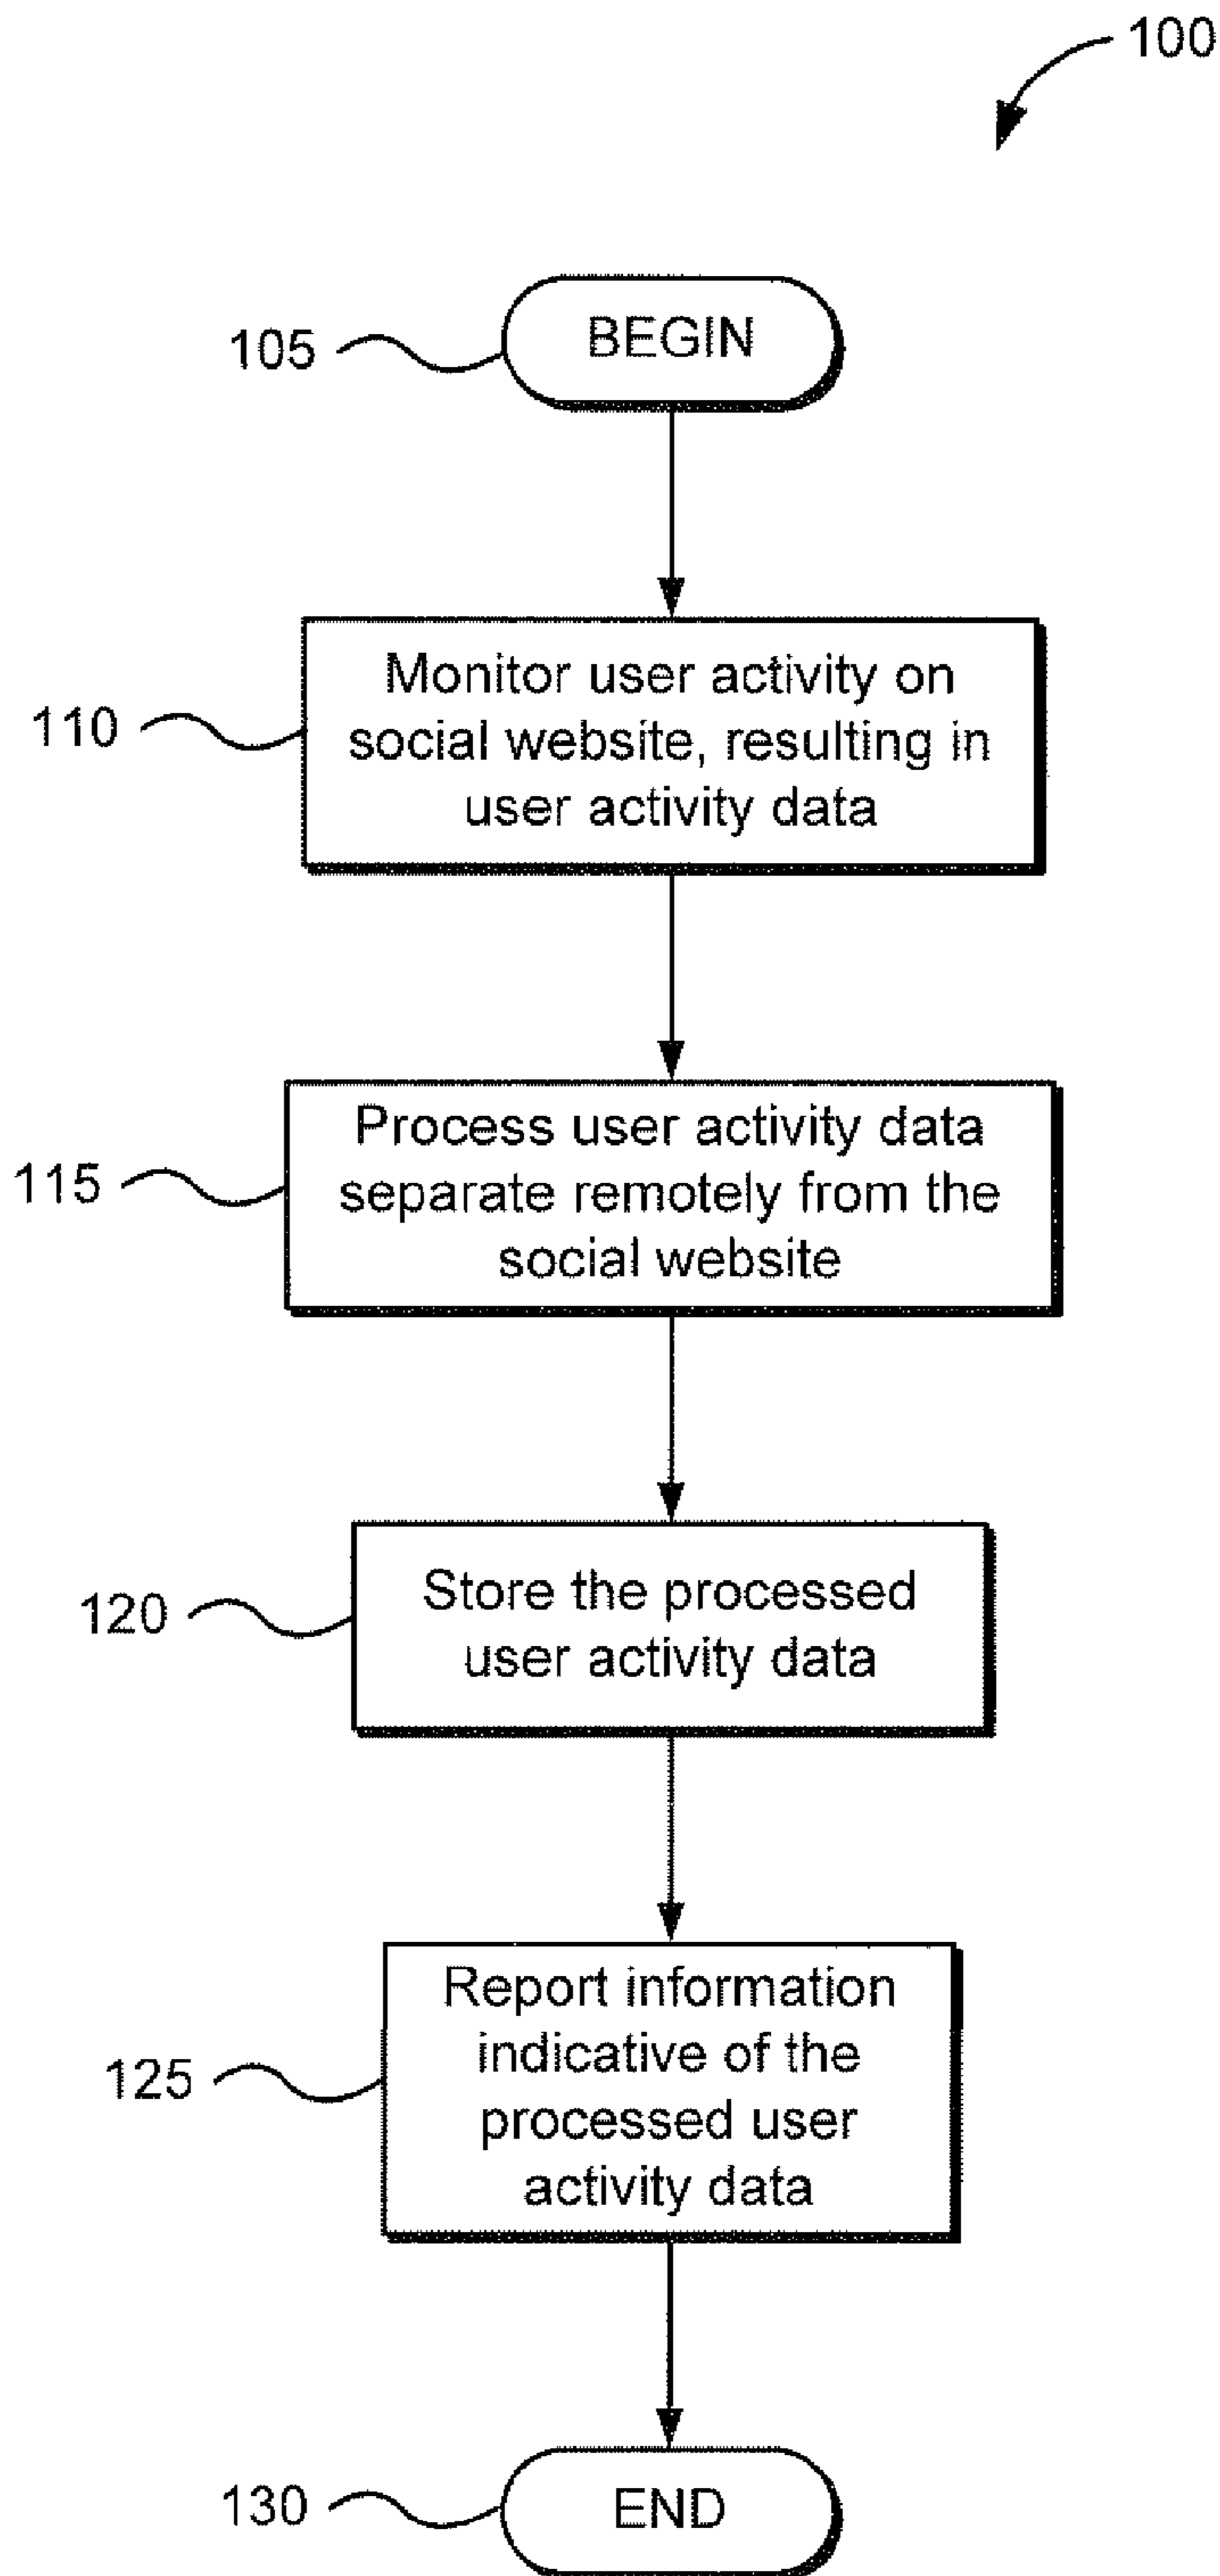 100
105
BEGIN
110
Monitor user activity on
social website, resulting in
user activity data
115
Process user activity data
separate remotely from the
social website
120
Store the processed
user activity data
125
Report information
indicative of the
processed user
activity data
130
END